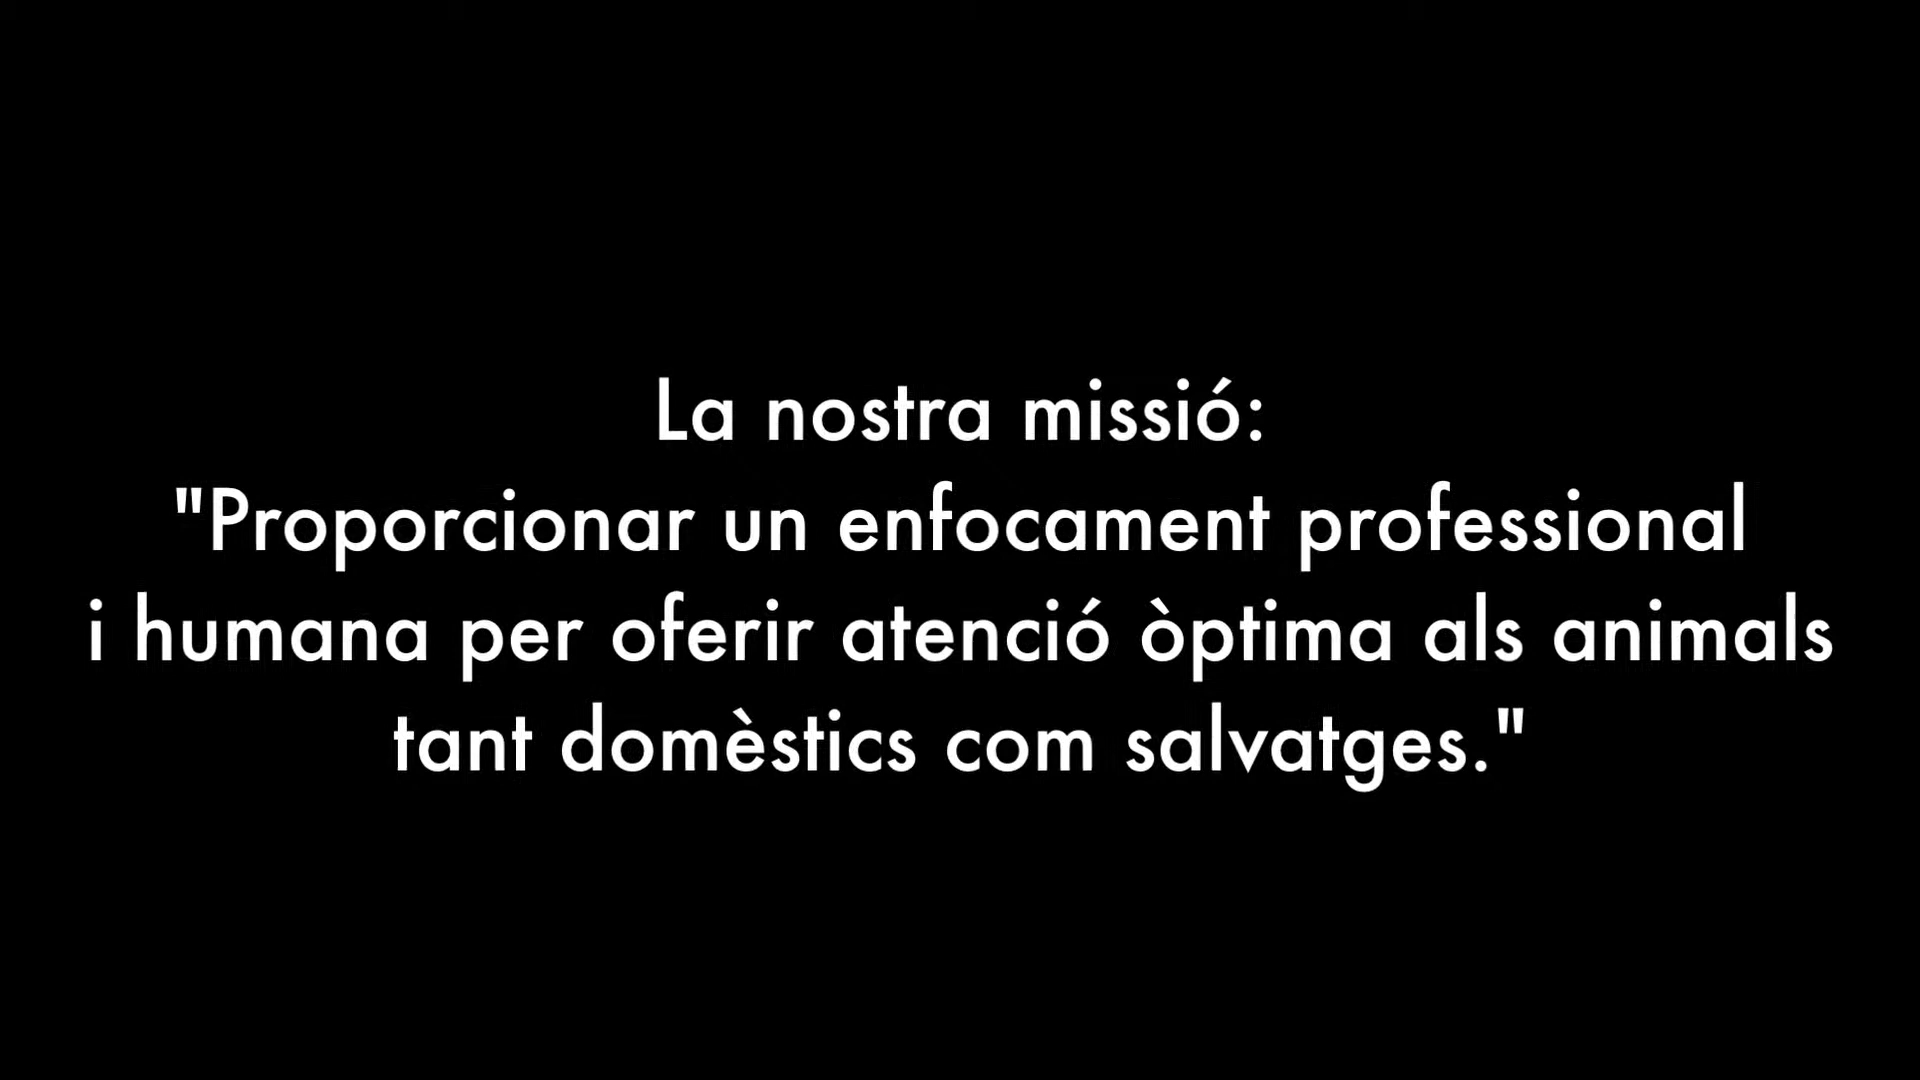 La nostra missió:
"Proporcionar un enfocament professional
i humana per oferir atenció òptima als animals
tant domèstics com salvatges."